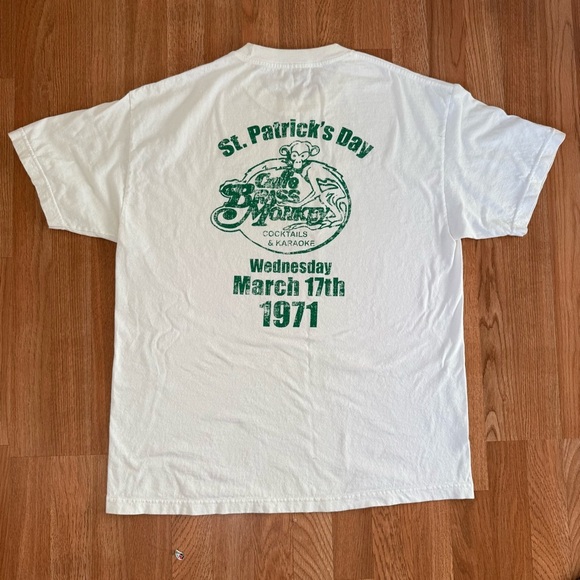 St. Patrick's Day
Cafe
Brass
Monkey
COCKTAILS
& KARAOKE
Wednesday
March 17th
1971